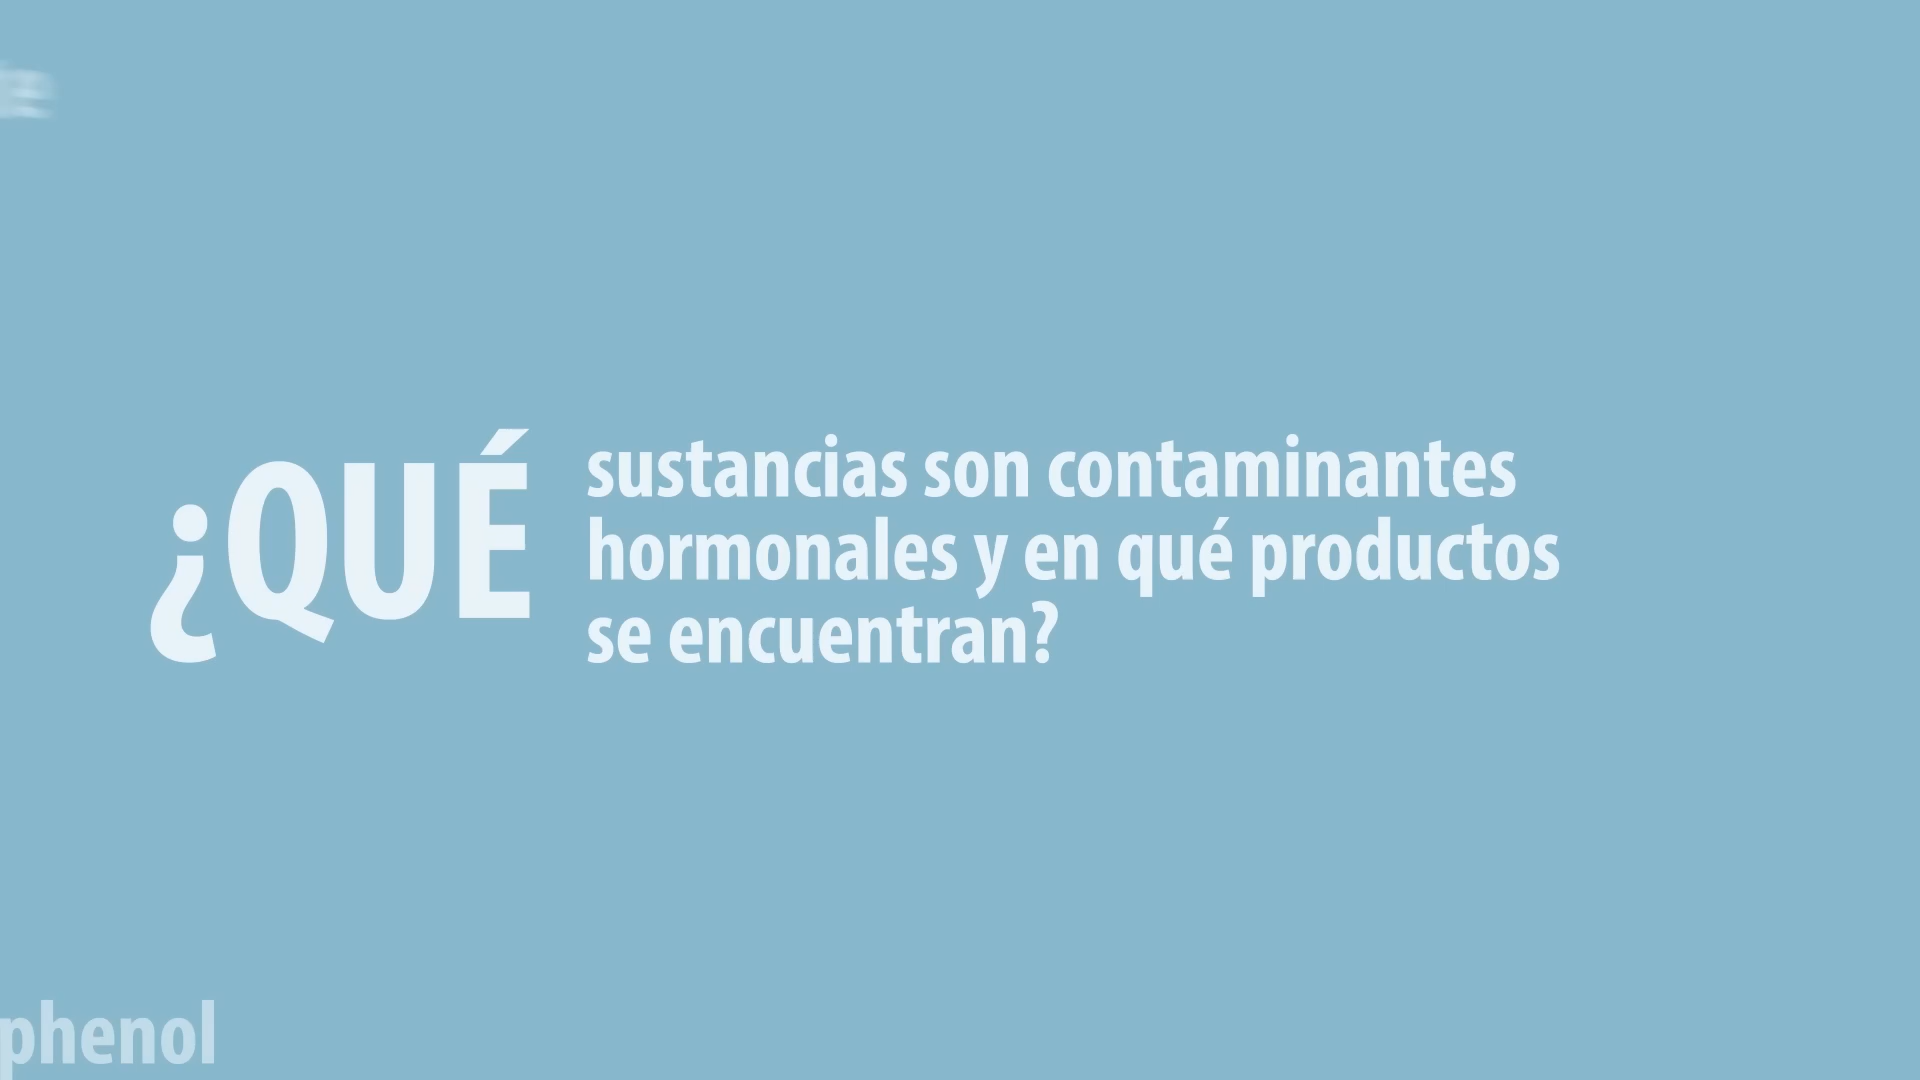 ¿QUÉ
sustancias son contaminantes
hormonales y en qué productos
se encuentran?
phenol